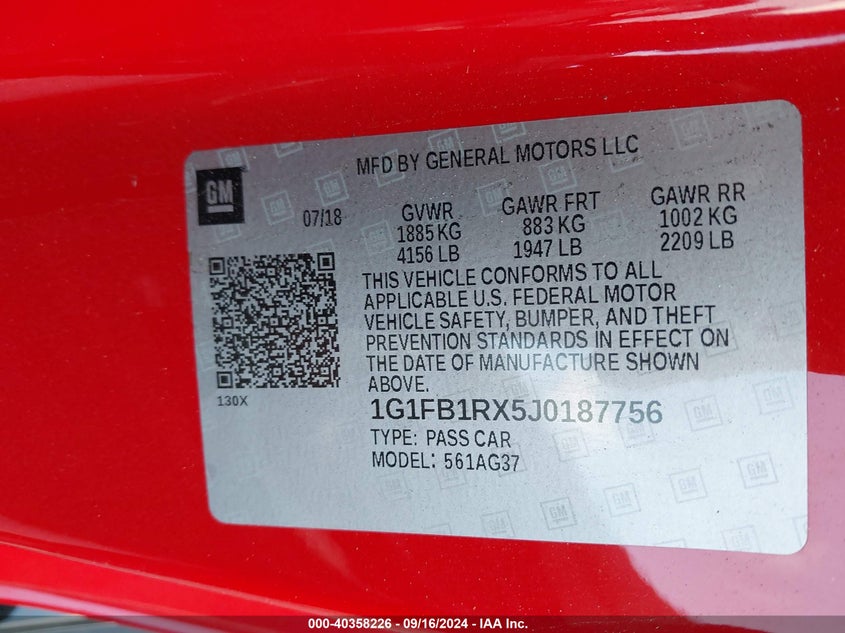 MFD BY GENERAL MOTORS LLC
GM
07/18
GVWR
1885 KG
4156 LB
GAWR FRT
883 KG
1947 LB
GAWR RR
1002 KG
2209 LB
THIS VEHICLE CONFORMS TO ALL
APPLICABLE U.S. FEDERAL MOTOR
VEHICLE SAFETY, BUMPER, AND THEFT
PREVENTION STANDARDS IN EFFECT ON
THE DATE OF MANUFACTURE SHOWN
ABOVE.
130X
1G1FB1RX5J0187756
TYPE: PASS CAR
MODEL: 561AG37
000-40358226 - 09/16/2024 - IAAI.COM